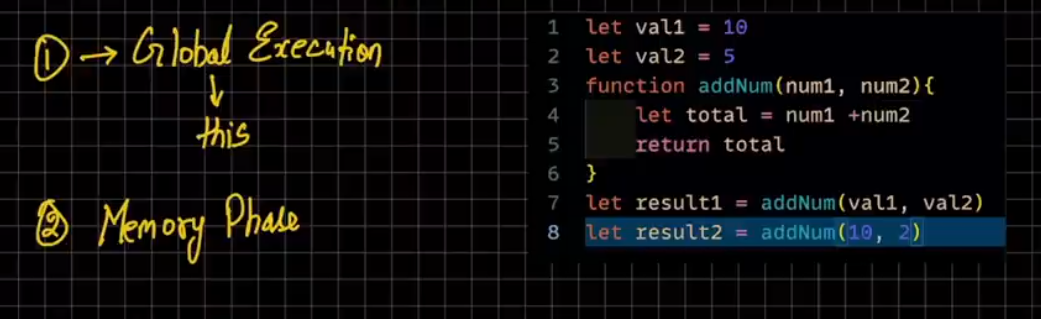 ① → Global Execution
↓
this
② Memory Phase
1 let val1 = 10
2 let val2 = 5
3 function addNum(num1, num2){
4 let total = num1 +num2
5 return total
6 }
7 let result1 = addNum(val1, val2)
8 let result2 = addNum(10, 2)